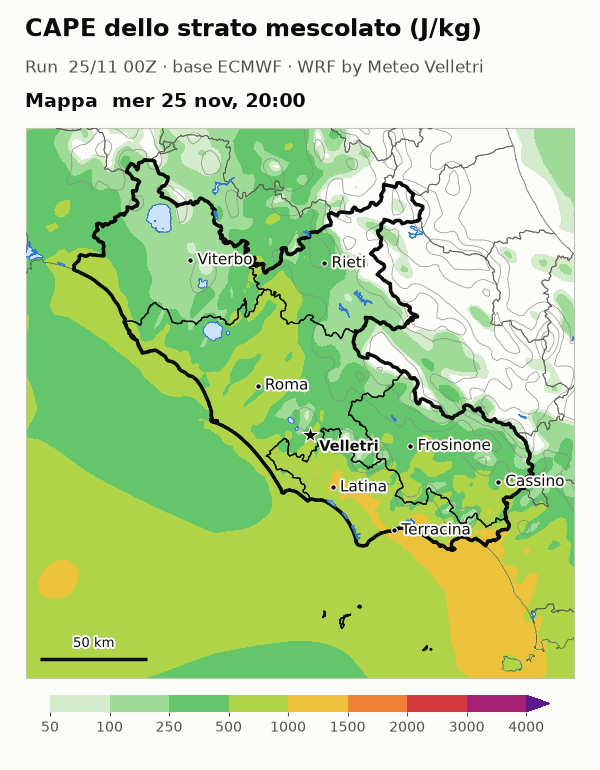 CAPE dello strato mescolato (J/kg)
Run  25/11 00Z · base ECMWF · WRF by Meteo Velletri
Mappa  mer 25 nov, 20:00
Viterbo
Rieti
Roma
Velletri
Frosinone
Latina
Cassino
Terracina
50 km
50 100 250 500 1000 1500 2000 3000 4000